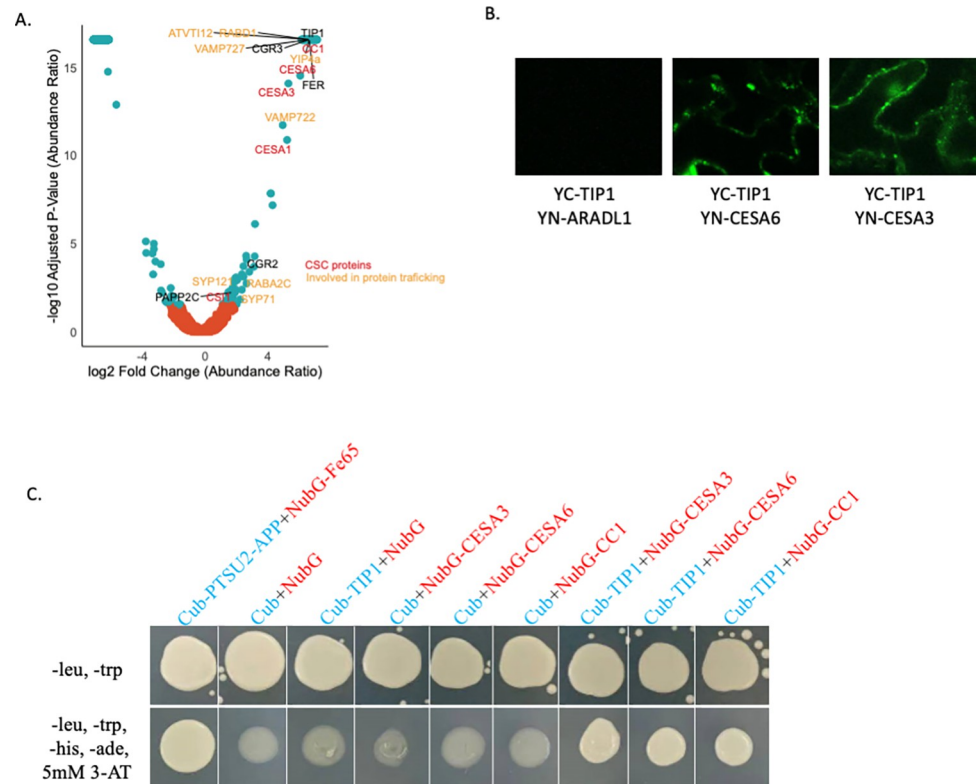 A.
ATVTI12 RABD1 TIP1
VAMP727 CGR3 CC1
YIP4a
CESA6
FER
CESA3
VAMP722
CESA1
CGR2
SYP121 RABA2C
PAPP2C CSI1 SYP71
CSC proteins
Involved in protein traficking
15
10
5
0
-4 0 4
-log10 Adjusted P-Value (Abundance Ratio)
log2 Fold Change (Abundance Ratio)
B.
YC-TIP1 YC-TIP1 YC-TIP1
YN-ARADL1 YN-CESA6 YN-CESA3
C.
Cub-PTSU2-APP+NubG-Fe65
Cub+NubG
Cub-TIP1+NubG
Cub+NubG-CESA3
Cub+NubG-CESA6
Cub+NubG-CC1
Cub-TIP1+NubG-CESA3
Cub-TIP1+NubG-CESA6
Cub-TIP1+NubG-CC1
-leu, -trp
-leu, -trp,
-his, -ade,
5mM 3-AT